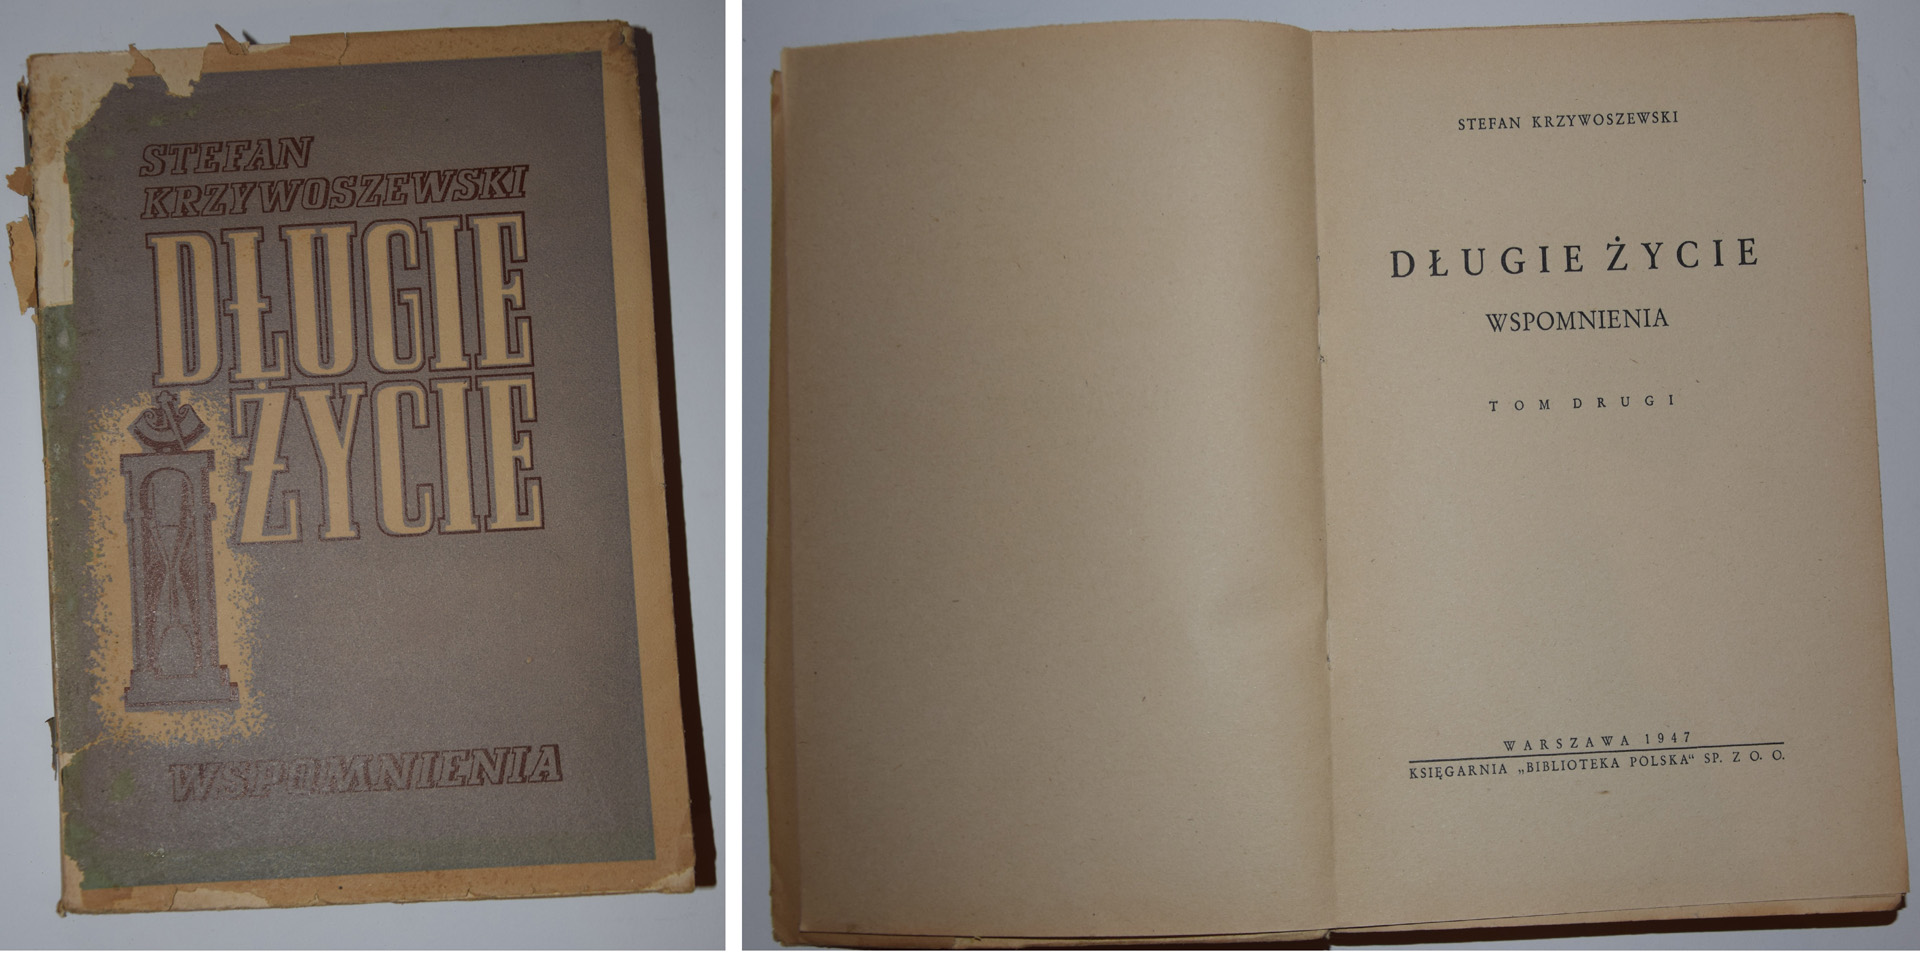 STEFAN
KRZYWOSZEWSKI
DŁUGIE
ŻYCIE
WSPOMNIENIA
STEFAN KRZYWOSZEWSKI
DŁUGIE ŻYCIE
WSPOMNIENIA
TOM DRUGI
WARSZAWA 1947
KSIĘGARNIA „BIBLIOTEKA POLSKA“ SP. Z O. O.